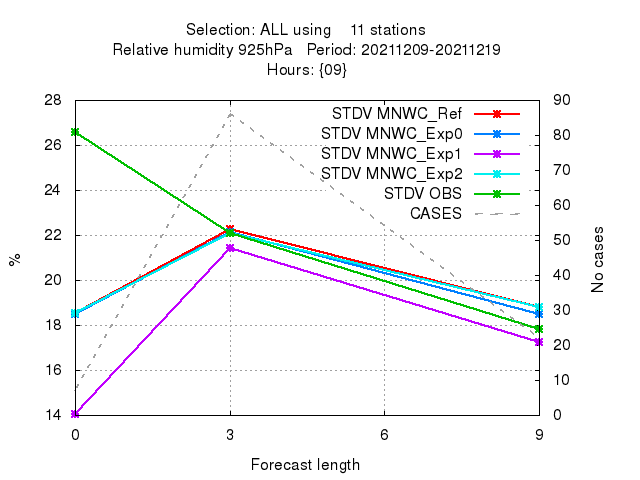 Selection: ALL using    11 stations
Relative humidity 925hPa   Period: 20211209-20211219
Hours: {09}
28 90
STDV MNWC_Ref
STDV MNWC_Exp0
STDV MNWC_Exp1
STDV MNWC_Exp2
STDV OBS
CASES
26
24
22
20
18
16
14
80
70
60
50
40
30
20
10
0
%
No cases
0 3 6 9
Forecast length